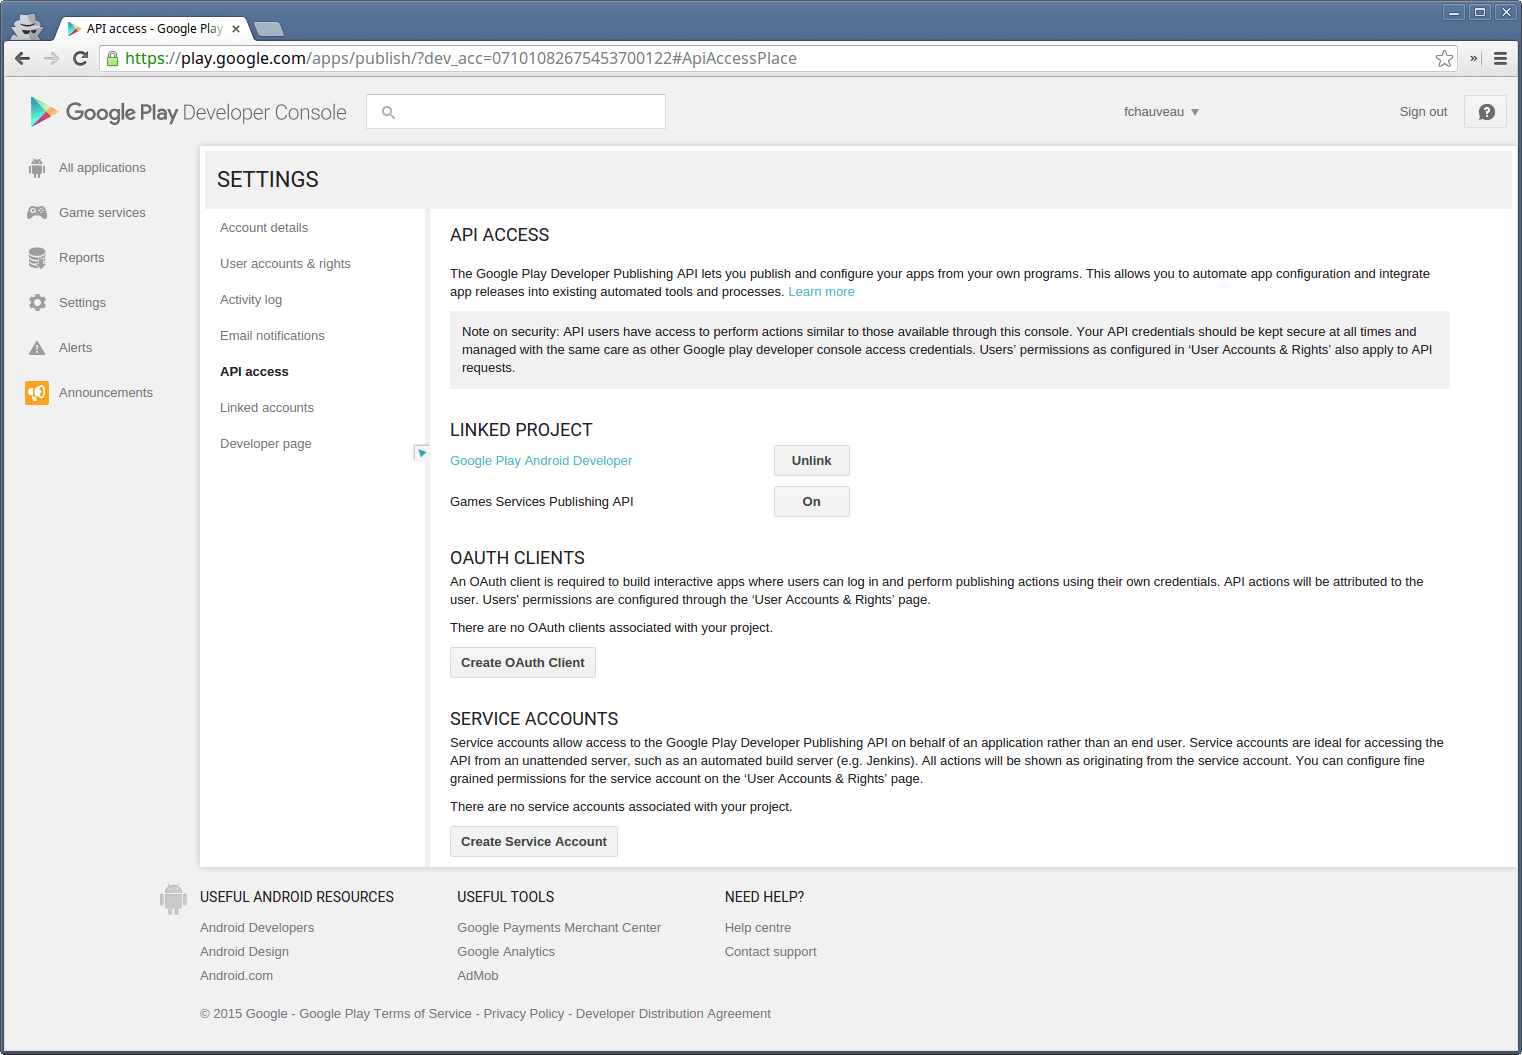 API access - Google Play
https://play.google.com/apps/publish/?dev_acc=07101082675453700122#ApiAccessPlace
Google Play Developer Console
fchauveau
Sign out
All applications
Game services
Reports
Settings
Alerts
Announcements
SETTINGS
Account details
User accounts & rights
Activity log
Email notifications
API access
Linked accounts
Developer page
API ACCESS
The Google Play Developer Publishing API lets you publish and configure your apps from your own programs. This allows you to automate app configuration and integrate
app releases into existing automated tools and processes. Learn more
Note on security: API users have access to perform actions similar to those available through this console. Your API credentials should be kept secure at all times and
managed with the same care as other Google play developer console access credentials. Users’ permissions as configured in ‘User Accounts & Rights’ also apply to API
requests.
LINKED PROJECT
Google Play Android Developer
Unlink
Games Services Publishing API
On
OAUTH CLIENTS
An OAuth client is required to build interactive apps where users can log in and perform publishing actions using their own credentials. API actions will be attributed to the
user. Users' permissions are configured through the ‘User Accounts & Rights’ page.
There are no OAuth clients associated with your project.
Create OAuth Client
SERVICE ACCOUNTS
Service accounts allow access to the Google Play Developer Publishing API on behalf of an application rather than an end user. Service accounts are ideal for accessing the
API from an unattended server, such as an automated build server (e.g. Jenkins). All actions will be shown as originating from the service account. You can configure fine
grained permissions for the service account on the ‘User Accounts & Rights’ page.
There are no service accounts associated with your project.
Create Service Account
USEFUL ANDROID RESOURCES
Android Developers
Android Design
Android.com
USEFUL TOOLS
Google Payments Merchant Center
Google Analytics
AdMob
NEED HELP?
Help centre
Contact support
© 2015 Google - Google Play Terms of Service - Privacy Policy - Developer Distribution Agreement